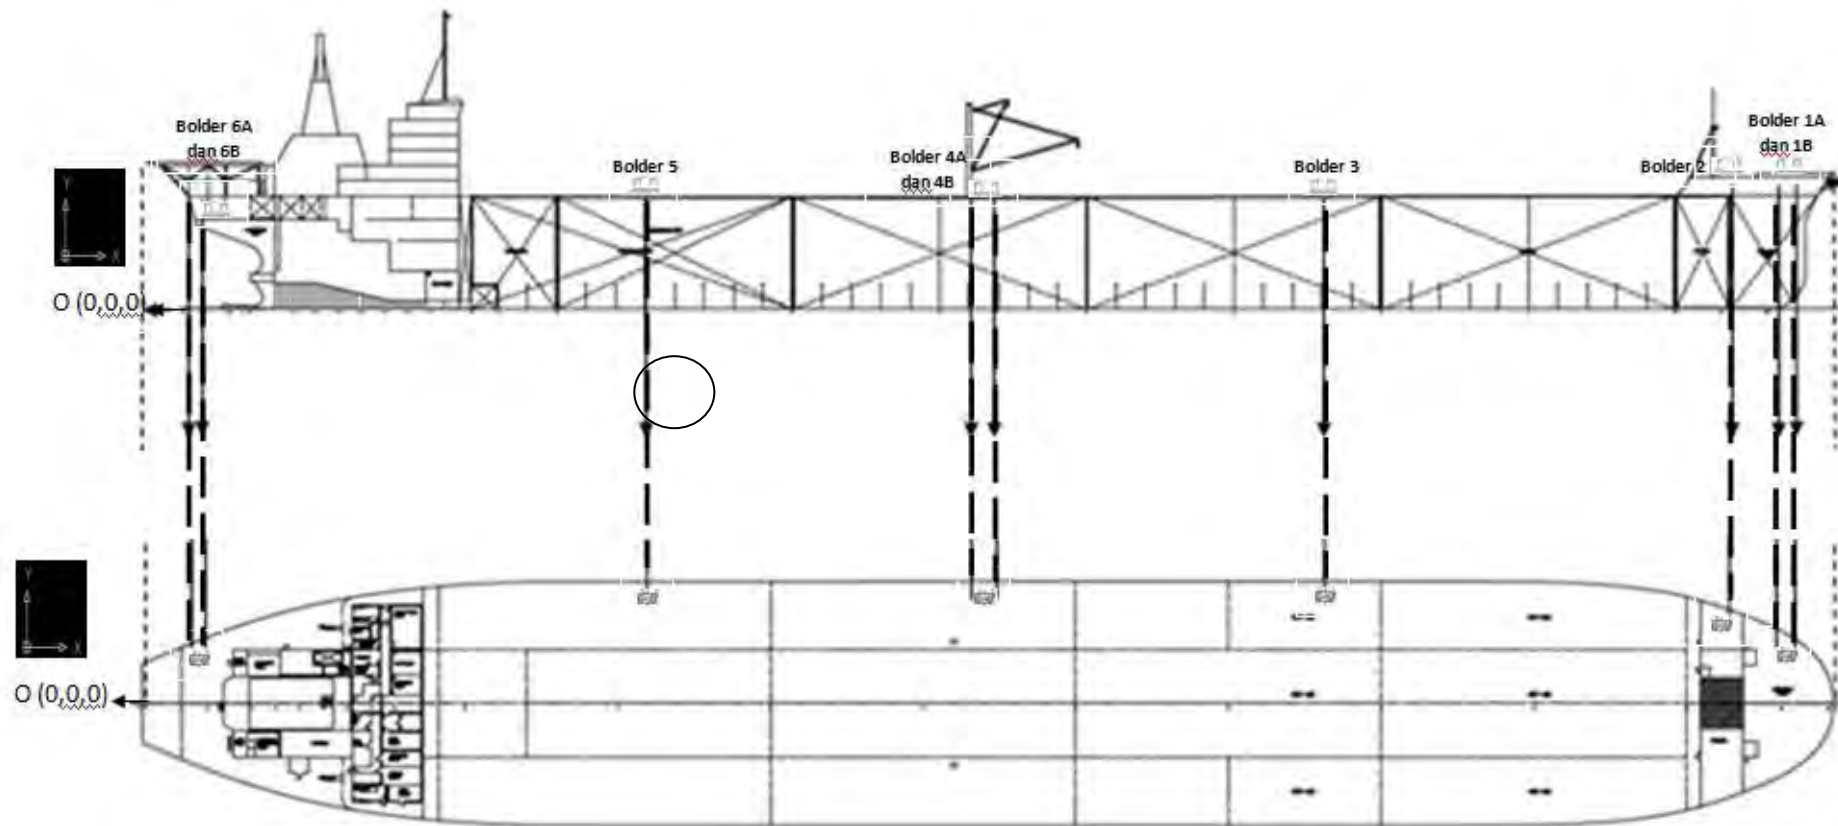 Bolder 6A
dan 6B
Bolder 5
Bolder 4A
dan 4B
Bolder 3
Bolder 2
Bolder 1A
dan 1B
Y
X
O (0,0,0)
Y
X
O (0,0,0)